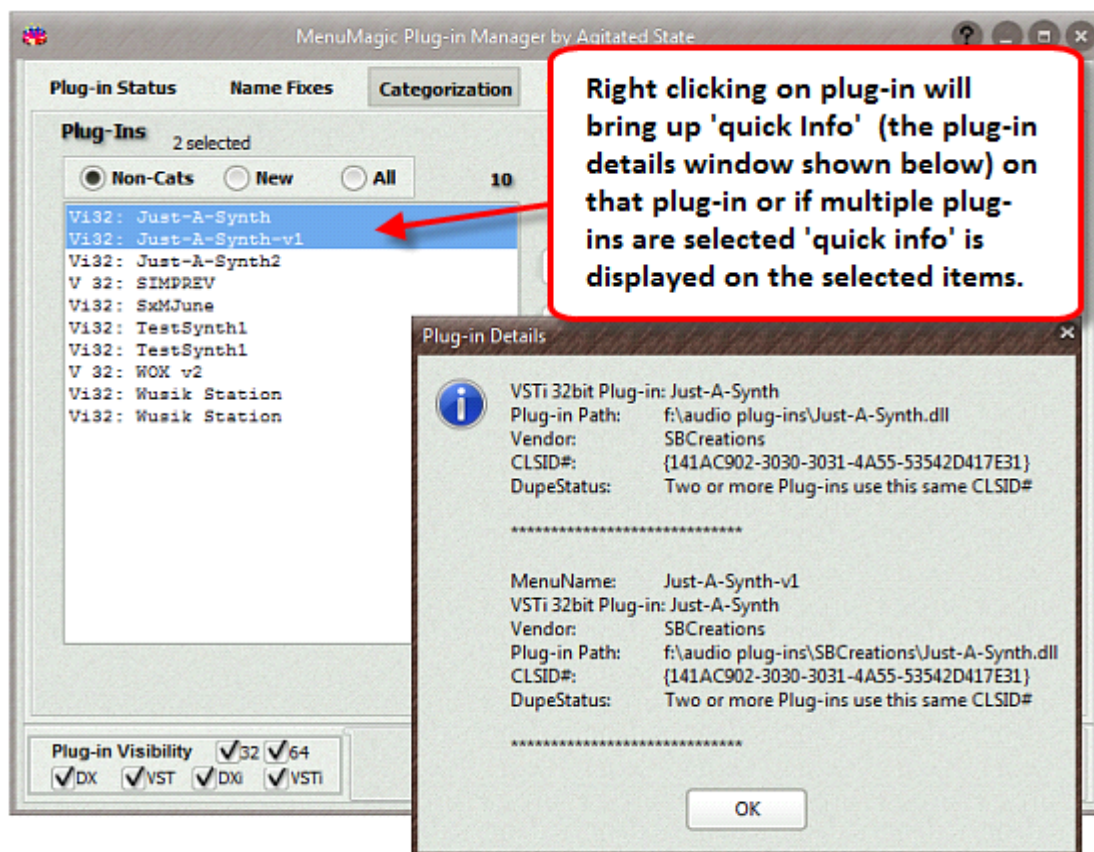 MenuMagic Plug-in Manager by Agitated State
?
Plug-in Status Name Fixes Categorization
Right clicking on plug-in will
bring up 'quick Info' (the plug-in
details window shown below) on
that plug-in or if multiple plug-
ins are selected 'quick info' is
displayed on the selected items.
Plug-Ins 2 selected
Non-Cats New All 10
Vi32: Just-A-Synth
Vi32: Just-A-Synth-v1
Vi32: Just-A-Synth2
V 32: SIMPREV
Vi32: SxMJune
Vi32: TestSynth1
Vi32: TestSynth1
V 32: WOX v2
Vi32: Wusik Station
Vi32: Wusik Station
Plug-in Details
VSTi 32bit Plug-in: Just-A-Synth
Plug-in Path: f:\audio plug-ins\Just-A-Synth.dll
Vendor: SBCreations
CLSID#: {141AC902-3030-3031-4A55-53542D417E31}
DupeStatus: Two or more Plug-ins use this same CLSID#
*****************************
MenuName: Just-A-Synth-v1
VSTi 32bit Plug-in: Just-A-Synth
Vendor: SBCreations
Plug-in Path: f:\audio plug-ins\SBCreations\Just-A-Synth.dll
CLSID#: {141AC902-3030-3031-4A55-53542D417E31}
DupeStatus: Two or more Plug-ins use this same CLSID#
*****************************
OK
Plug-in Visibility 32 64
DX VST DXi VSTi